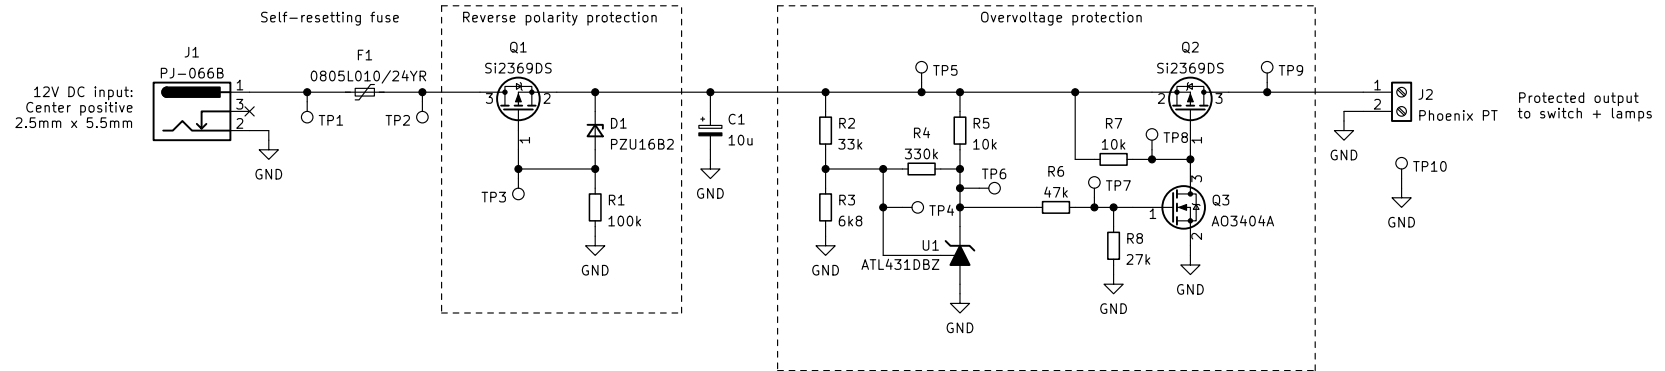 Self-resetting fuse
Reverse polarity protection
Overvoltage protection
J1
PJ-066B
12V DC input:
Center positive
2.5mm x 5.5mm
1
3
2
GND
TP1
F1
0805L010/24YR
TP2
Q1
Si2369DS
3
2
1
TP3
D1
PZU16B2
R1
100k
GND
C1
10u
+
GND
R2
33k
R3
6k8
GND
R4
330k
TP4
TP5
R5
10k
TP6
U1
ATL431DBZ
GND
R6
47k
TP7
R8
27k
GND
R7
10k
TP8
Q2
Si2369DS
2
3
1
Q3
AO3404A
3
1
2
GND
TP9
1
2
J2
Phoenix PT
GND
TP10
GND
Protected output
to switch + lamps